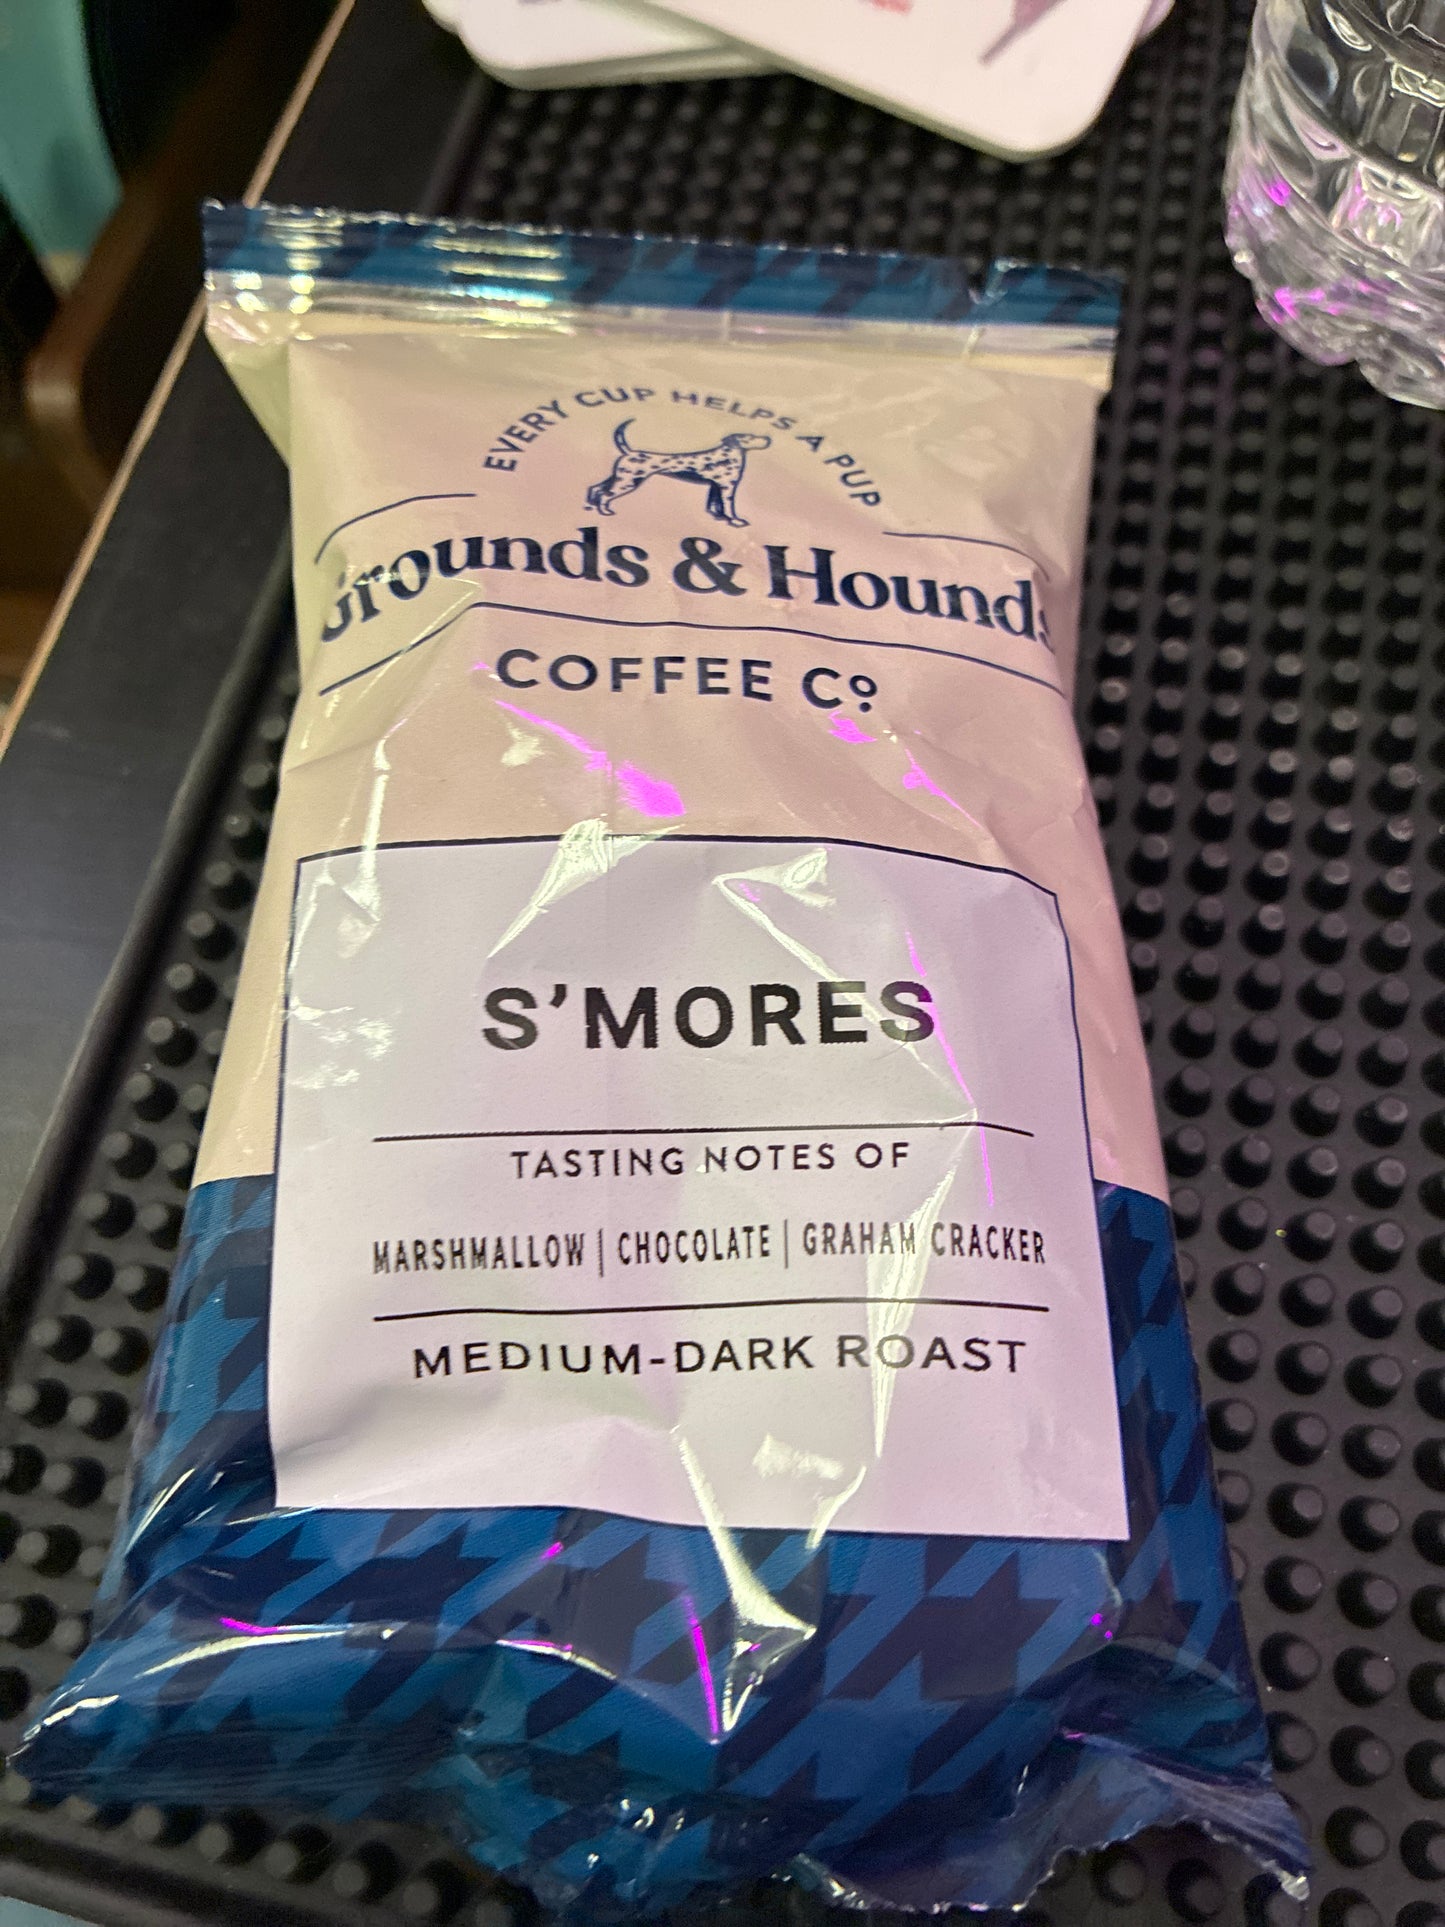 EVERY CUP HELPS A PUP
Grounds & Hounds
COFFEE Cº
S'MORES
TASTING NOTES OF
MARSHMALLOW | CHOCOLATE | GRAHAM CRACKER
MEDIUM-DARK ROAST